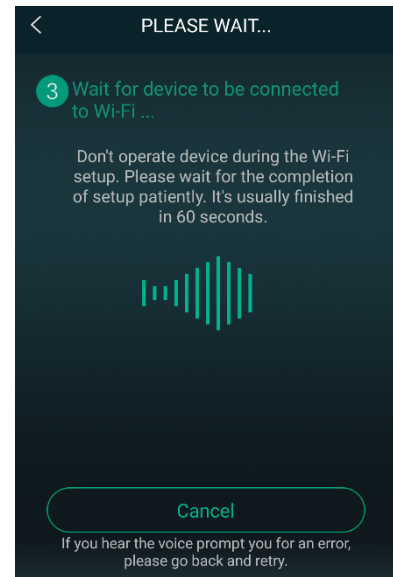 PLEASE WAIT...
3 Wait for device to be connected
to Wi-Fi ...
Don't operate device during the Wi-Fi
setup. Please wait for the completion
of setup patiently. It's usually finished
in 60 seconds.
Cancel
If you hear the voice prompt you for an error,
please go back and retry.